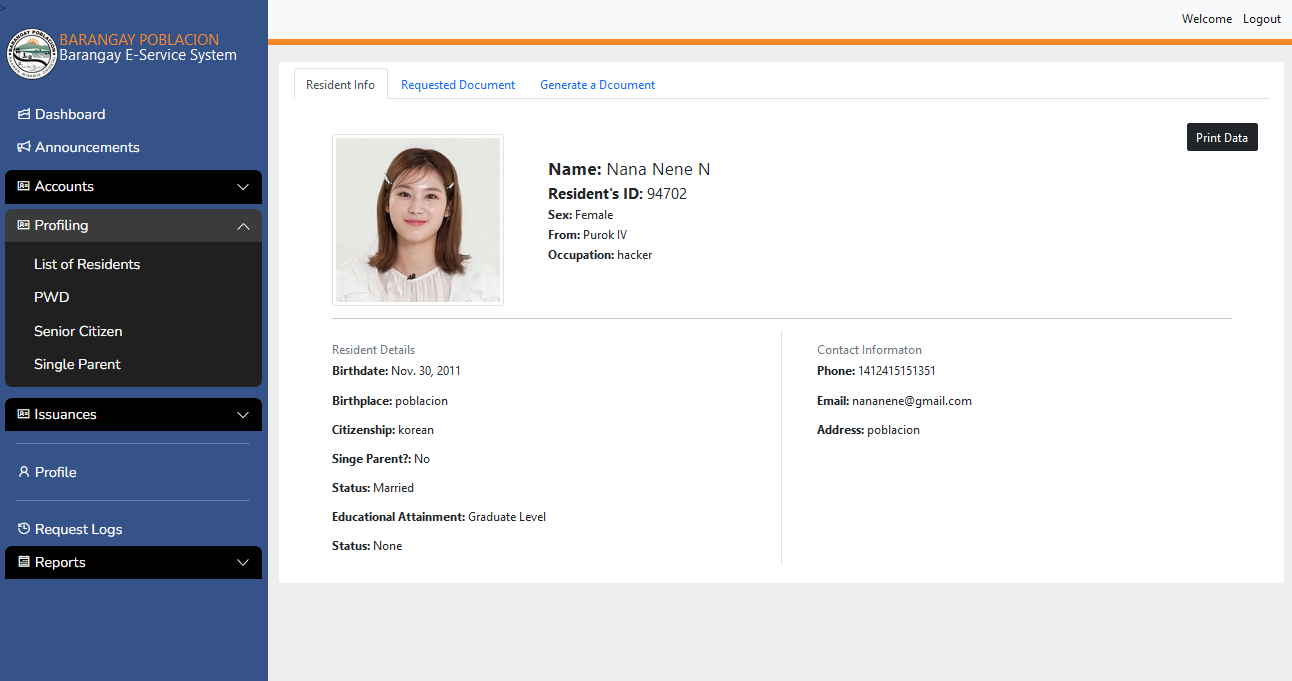 >
BARANGAY POBLACION
Barangay E-Service System
Dashboard
Announcements
Accounts
Profiling
List of Residents
PWD
Senior Citizen
Single Parent
Issuances
Profile
Request Logs
Reports
Welcome Logout
Resident Info Requested Document Generate a Dcoument
Print Data
Name: Nana Nene N
Resident's ID: 94702
Sex: Female
From: Purok IV
Occupation: hacker
Resident Details
Birthdate: Nov. 30, 2011
Birthplace: poblacion
Citizenship: korean
Singe Parent?: No
Status: Married
Educational Attainment: Graduate Level
Status: None
Contact Informaton
Phone: 1412415151351
Email: nananene@gmail.com
Address: poblacion